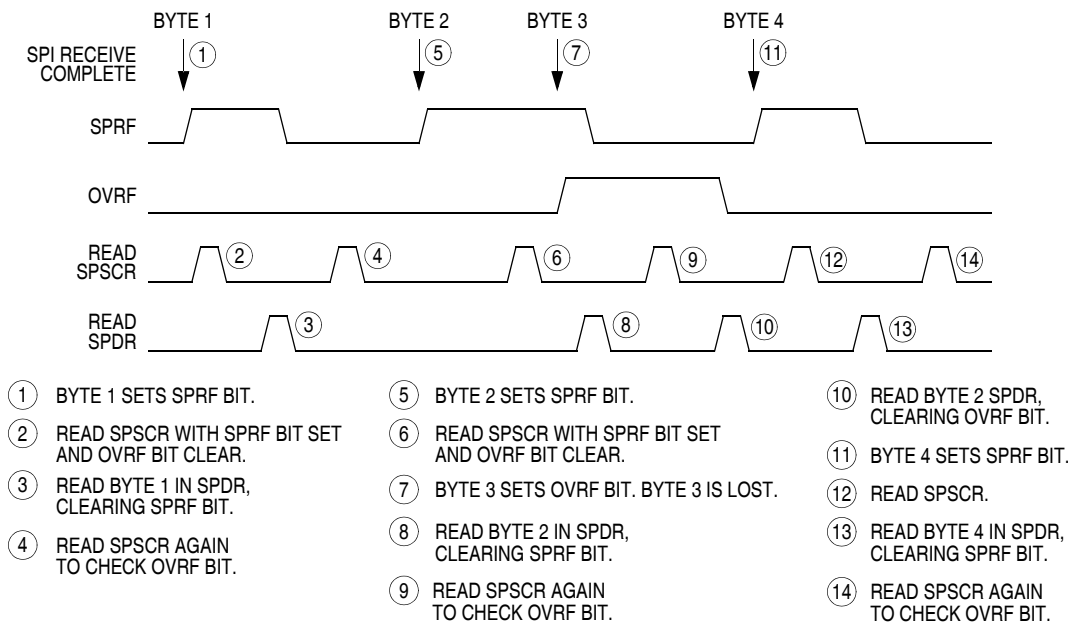 BYTE 1 BYTE 2 BYTE 3 BYTE 4
SPI RECEIVE
COMPLETE
1 5 7 11
SPRF
OVRF
READ
SPSCR
2 4 6 9 12 14
READ
SPDR
3 8 10 13
1 BYTE 1 SETS SPRF BIT.
2 READ SPSCR WITH SPRF BIT SET
AND OVRF BIT CLEAR.
3 READ BYTE 1 IN SPDR,
CLEARING SPRF BIT.
4 READ SPSCR AGAIN
TO CHECK OVRF BIT.
5 BYTE 2 SETS SPRF BIT.
6 READ SPSCR WITH SPRF BIT SET
AND OVRF BIT CLEAR.
7 BYTE 3 SETS OVRF BIT. BYTE 3 IS LOST.
8 READ BYTE 2 IN SPDR,
CLEARING SPRF BIT.
9 READ SPSCR AGAIN
TO CHECK OVRF BIT.
10 READ BYTE 2 SPDR,
CLEARING OVRF BIT.
11 BYTE 4 SETS SPRF BIT.
12 READ SPSCR.
13 READ BYTE 4 IN SPDR,
CLEARING SPRF BIT.
14 READ SPSCR AGAIN
TO CHECK OVRF BIT.